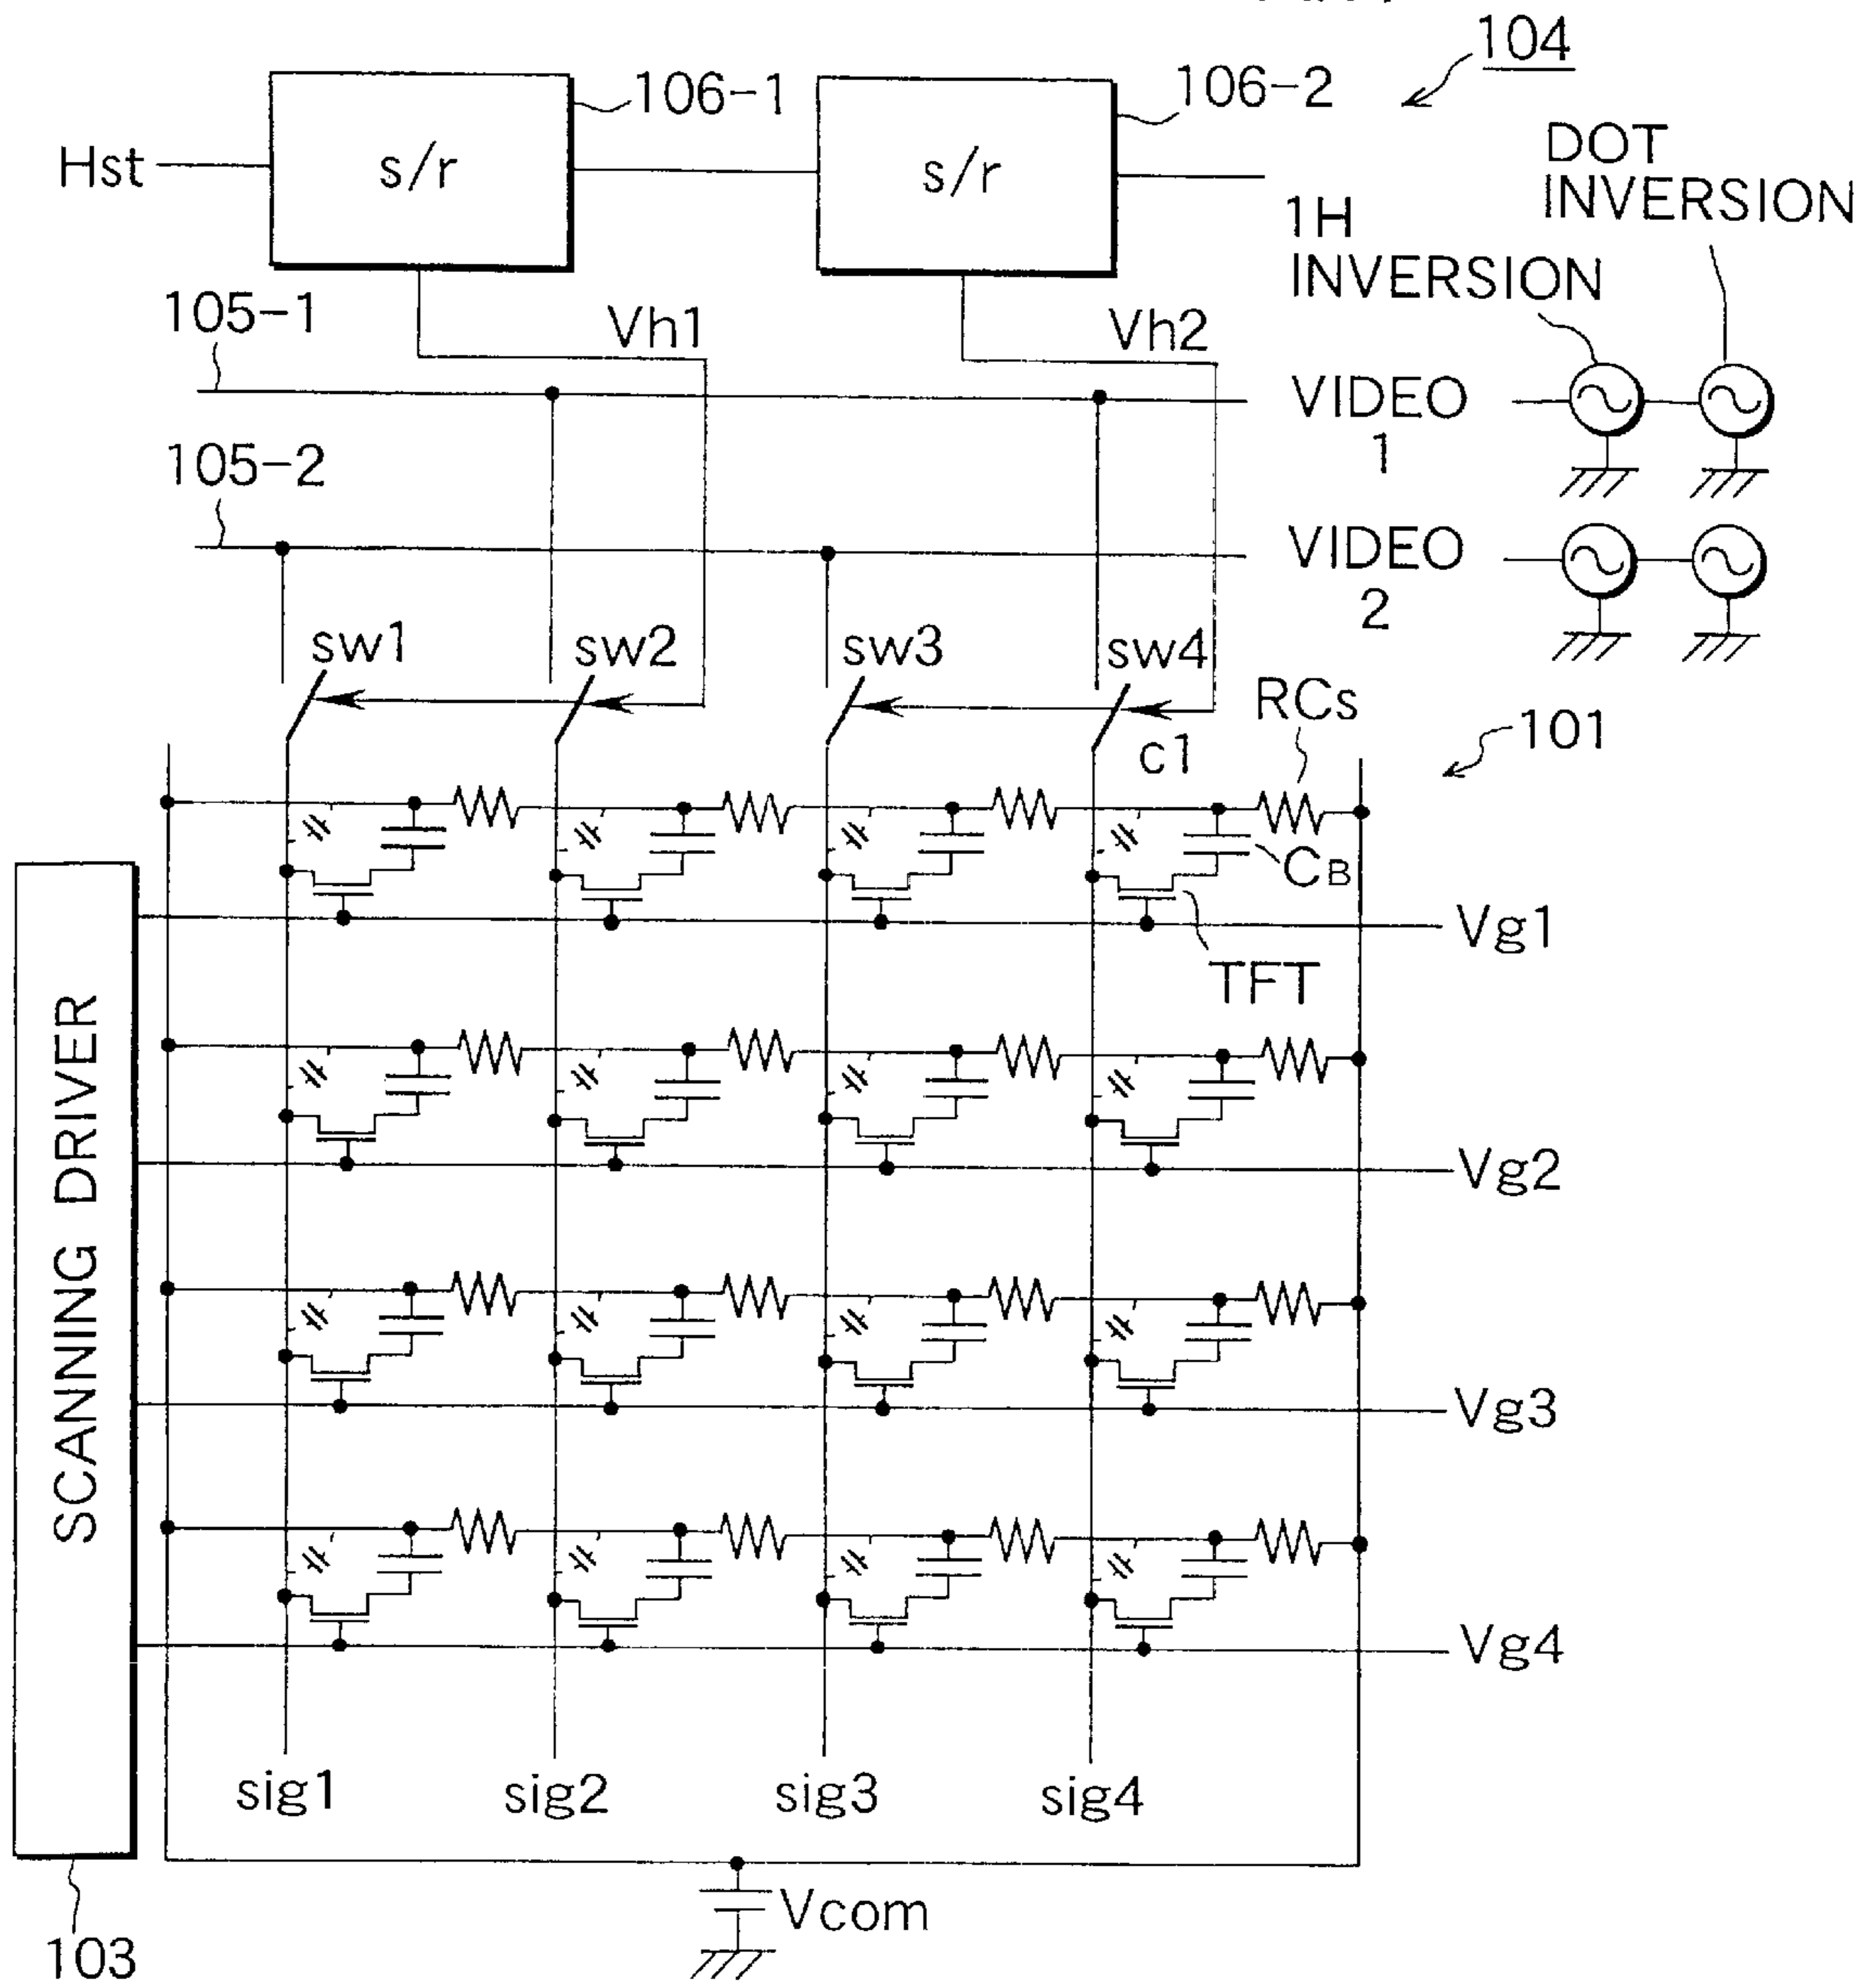 104
106-1
106-2
Hst
s/r
s/r
DOT
INVERSION
1H
INVERSION
105-1
Vh1
Vh2
VIDEO
1
105-2
VIDEO
2
sw1
sw2
sw3
sw4
RCs
101
c1
CB
Vg1
TFT
SCANNING DRIVER
Vg2
Vg3
Vg4
sig1
sig2
sig3
sig4
Vcom
103